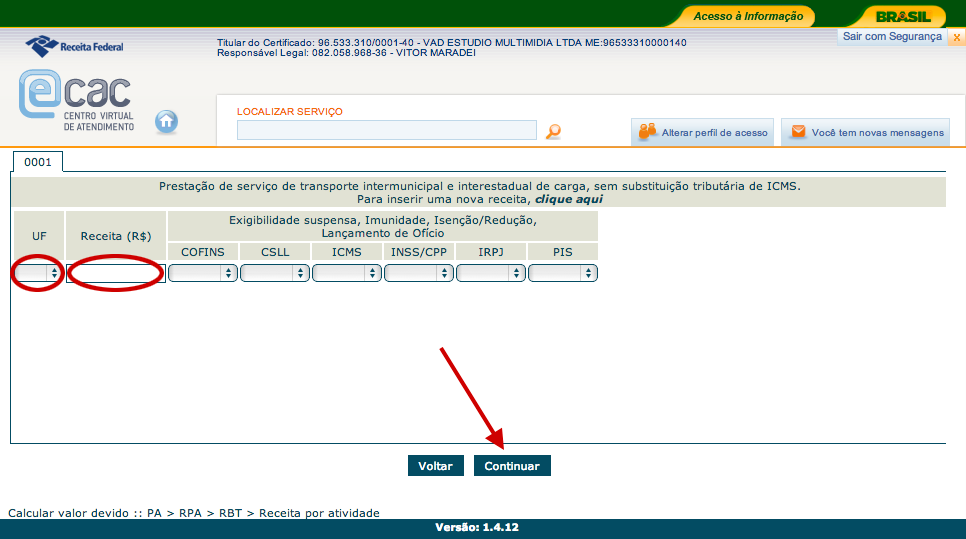 Acesso à Informação
BRASIL
Receita Federal
Titular do Certificado: 96.533.310/0001-40 - VAD ESTUDIO MULTIMIDIA LTDA ME:96533310000140
Responsável Legal: 082.058.968-36 - VITOR MARADEI
Sair com Segurança x
ecac
CENTRO VIRTUAL
DE ATENDIMENTO
LOCALIZAR SERVIÇO
Alterar perfil de acesso
Você tem novas mensagens
0001
Prestação de serviço de transporte intermunicipal e interestadual de carga, sem substituição tributária de ICMS.
Para inserir uma nova receita, clique aqui
UF
Receita (R$)
Exigibilidade suspensa, Imunidade, Isenção/Redução,
Lançamento de Ofício
COFINS CSLL ICMS INSS/CPP IRPJ PIS
Voltar Continuar
Calcular valor devido :: PA > RPA > RBT > Receita por atividade
Versão: 1.4.12